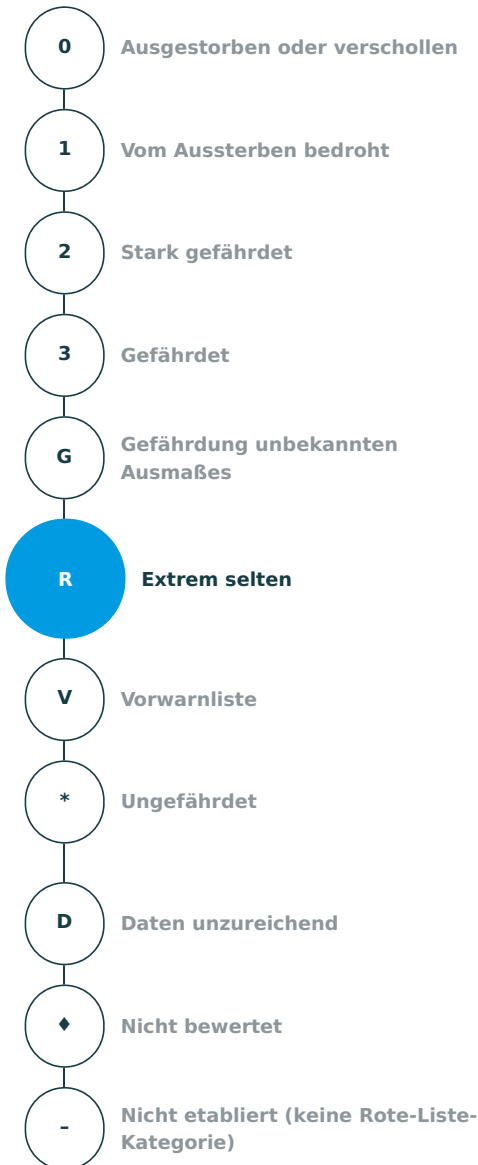 0 Ausgestorben oder verschollen
1 Vom Aussterben bedroht
2 Stark gefährdet
3 Gefährdet
G Gefährdung unbekannten
Ausmaßes
R Extrem selten
V Vorwarnliste
* Ungefährdet
D Daten unzureichend
♦ Nicht bewertet
– Nicht etabliert (keine Rote-Liste-
Kategorie)